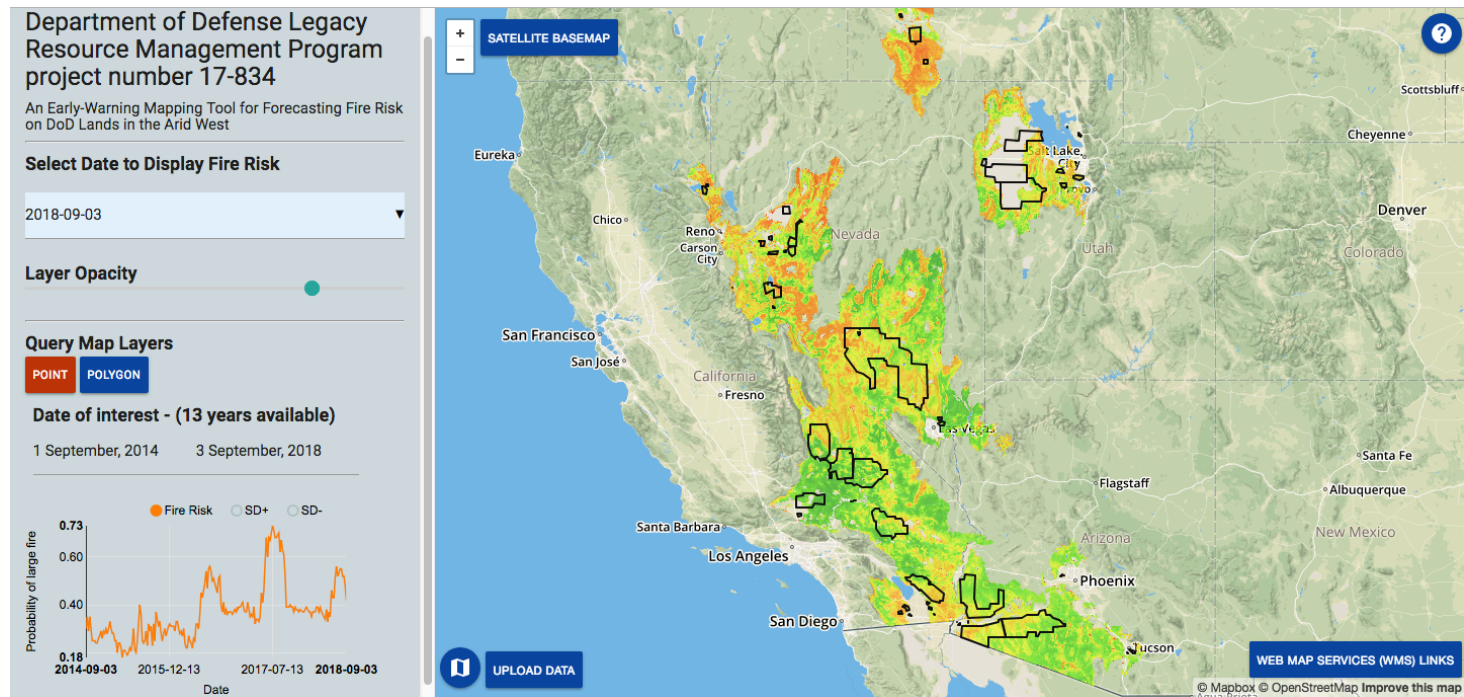 Department of Defense Legacy
Resource Management Program
project number 17-834
An Early-Warning Mapping Tool for Forecasting Fire Risk
on DoD Lands in the Arid West
Select Date to Display Fire Risk
2018-09-03
Layer Opacity
Query Map Layers
POINT
POLYGON
Date of interest - (13 years available)
1 September, 2014
3 September, 2018
Fire Risk
SD+
SD-
Probability of large fire
0.73
0.60
0.40
0.18
2014-09-03
2015-12-13
2017-07-13
2018-09-03
Date
+
−
SATELLITE BASEMAP
?
Scottsbluff
Cheyenne
Eureka
Salt Lake
City
Chico
Reno
Carson
City
Nevada
Utah
Denver
Colorado
San Francisco
San José
California
Fresno
Las Vegas
Santa Fe
Flagstaff
Albuquerque
Santa Barbara
Los Angeles
Arizona
New Mexico
Phoenix
San Diego
Tucson
UPLOAD DATA
WEB MAP SERVICES (WMS) LINKS
© Mapbox © OpenStreetMap Improve this map